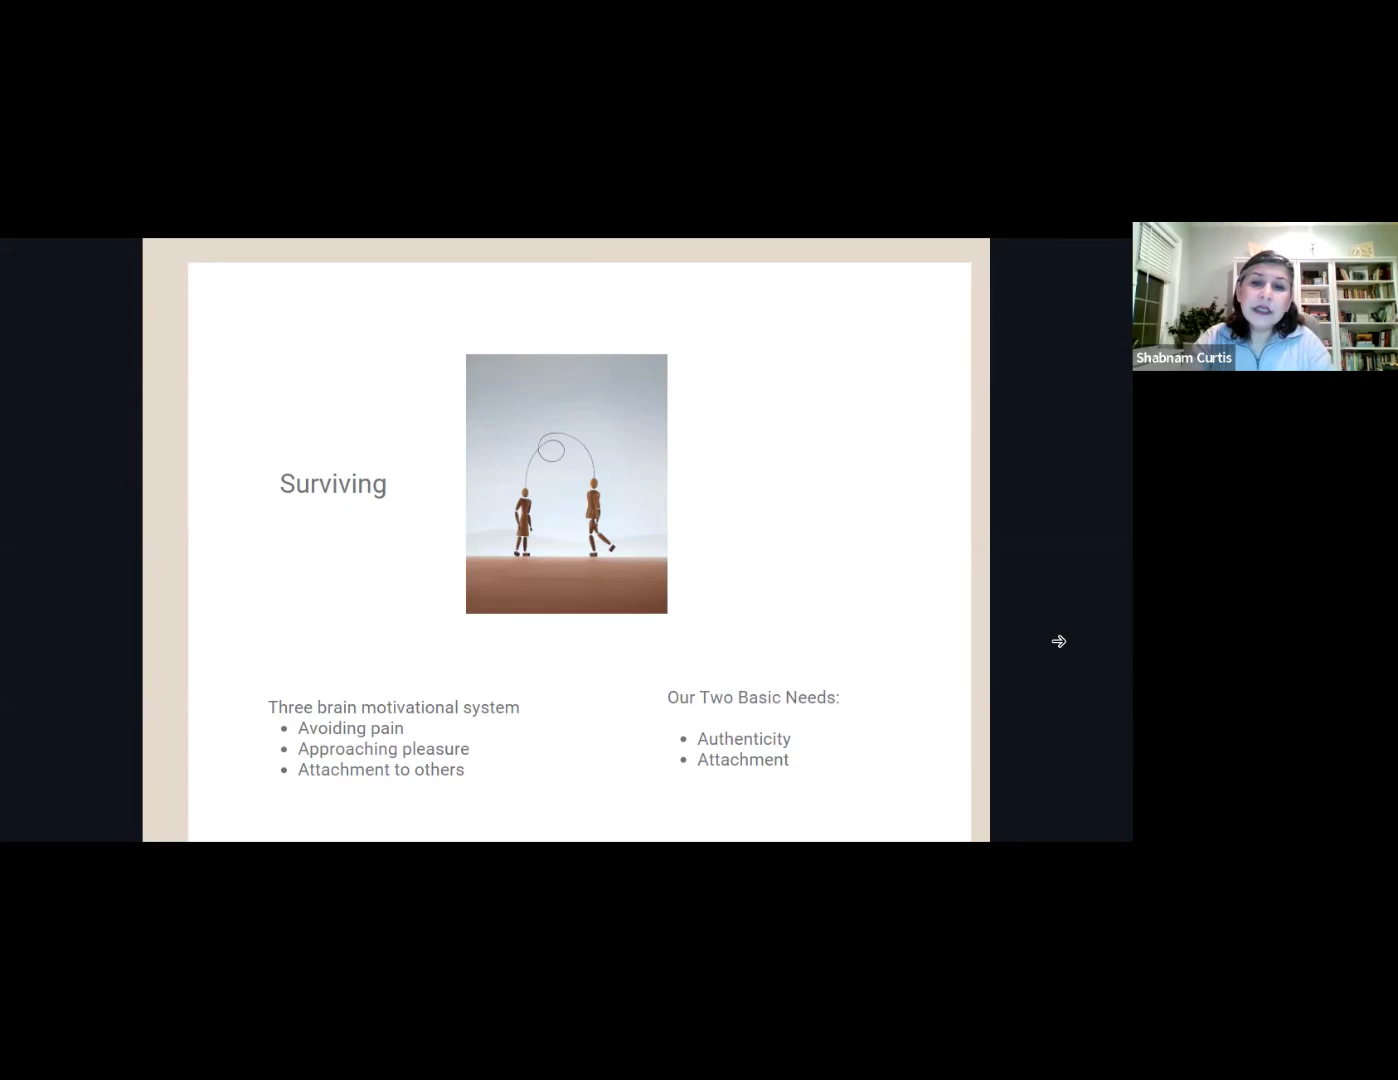 Shabnam Curtis
Surviving
Three brain motivational system
• Avoiding pain
• Approaching pleasure
• Attachment to others
Our Two Basic Needs:
• Authenticity
• Attachment